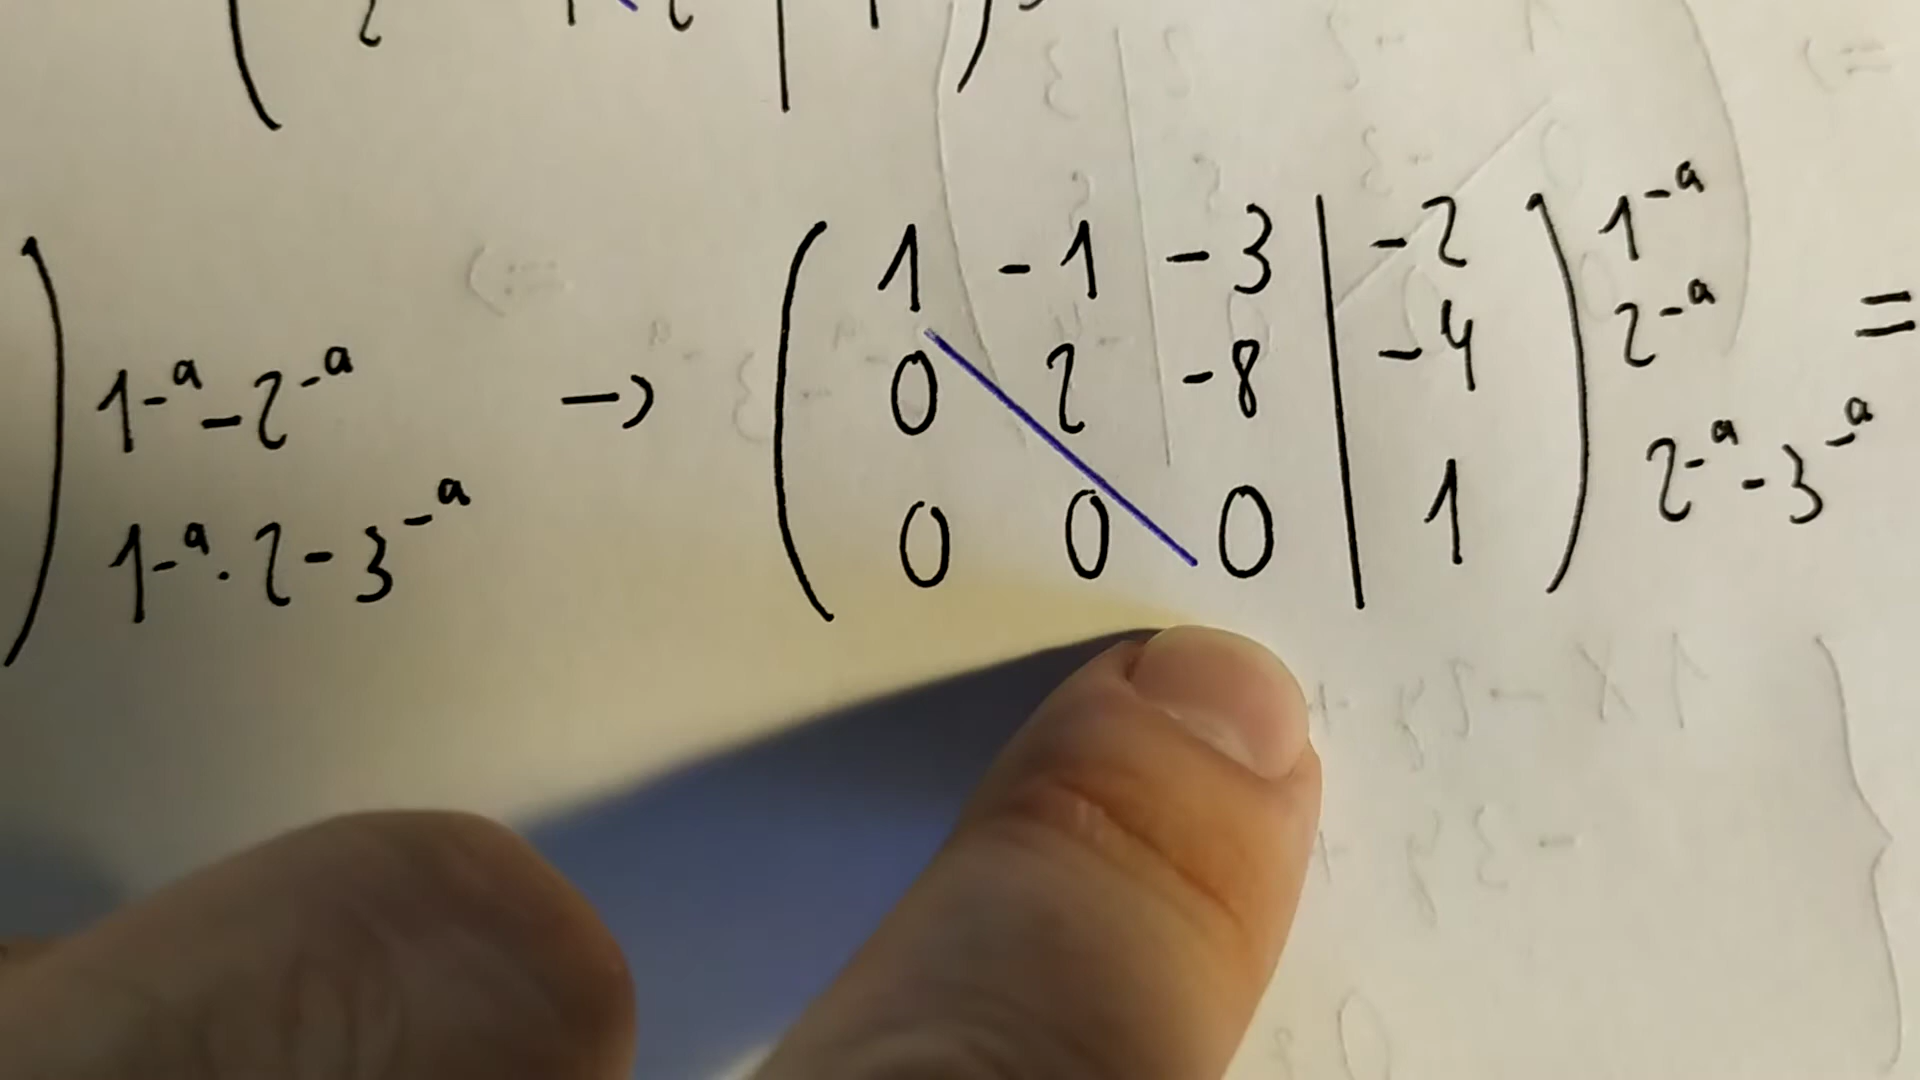 1-ª - 2-ª
1-ª · 2 - 3-ª
→ ( 1 -1 -3 | -2 ) 1-ª
0 2 -8 | -4 2-ª =
0 0 0 | 1 2-ª - 3-ª